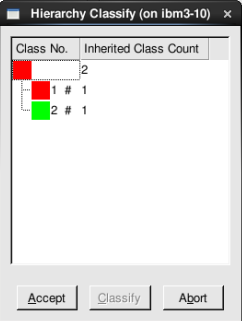 Hierarchy Classify (on ibm3-10)
Class No. Inherited Class Count
2
1 # 1
2 # 1
Accept Classify Abort